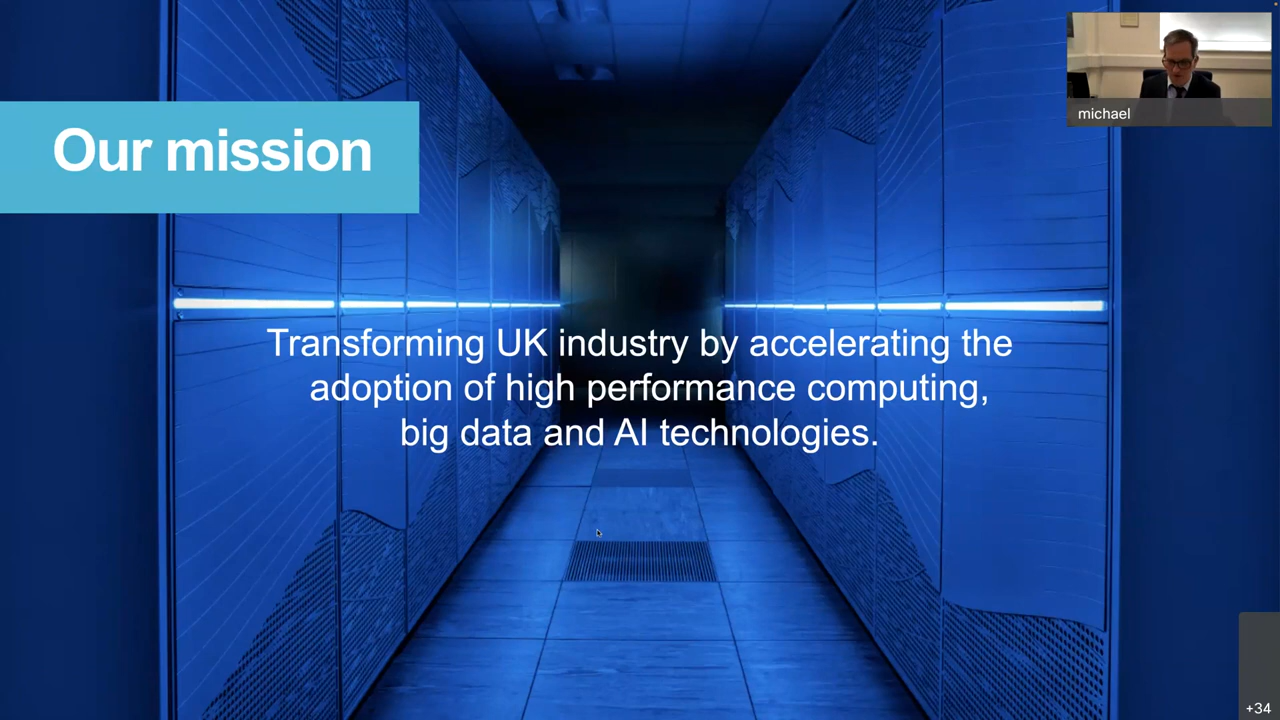 Our mission
michael
Transforming UK industry by accelerating the
adoption of high performance computing,
big data and AI technologies.
+34